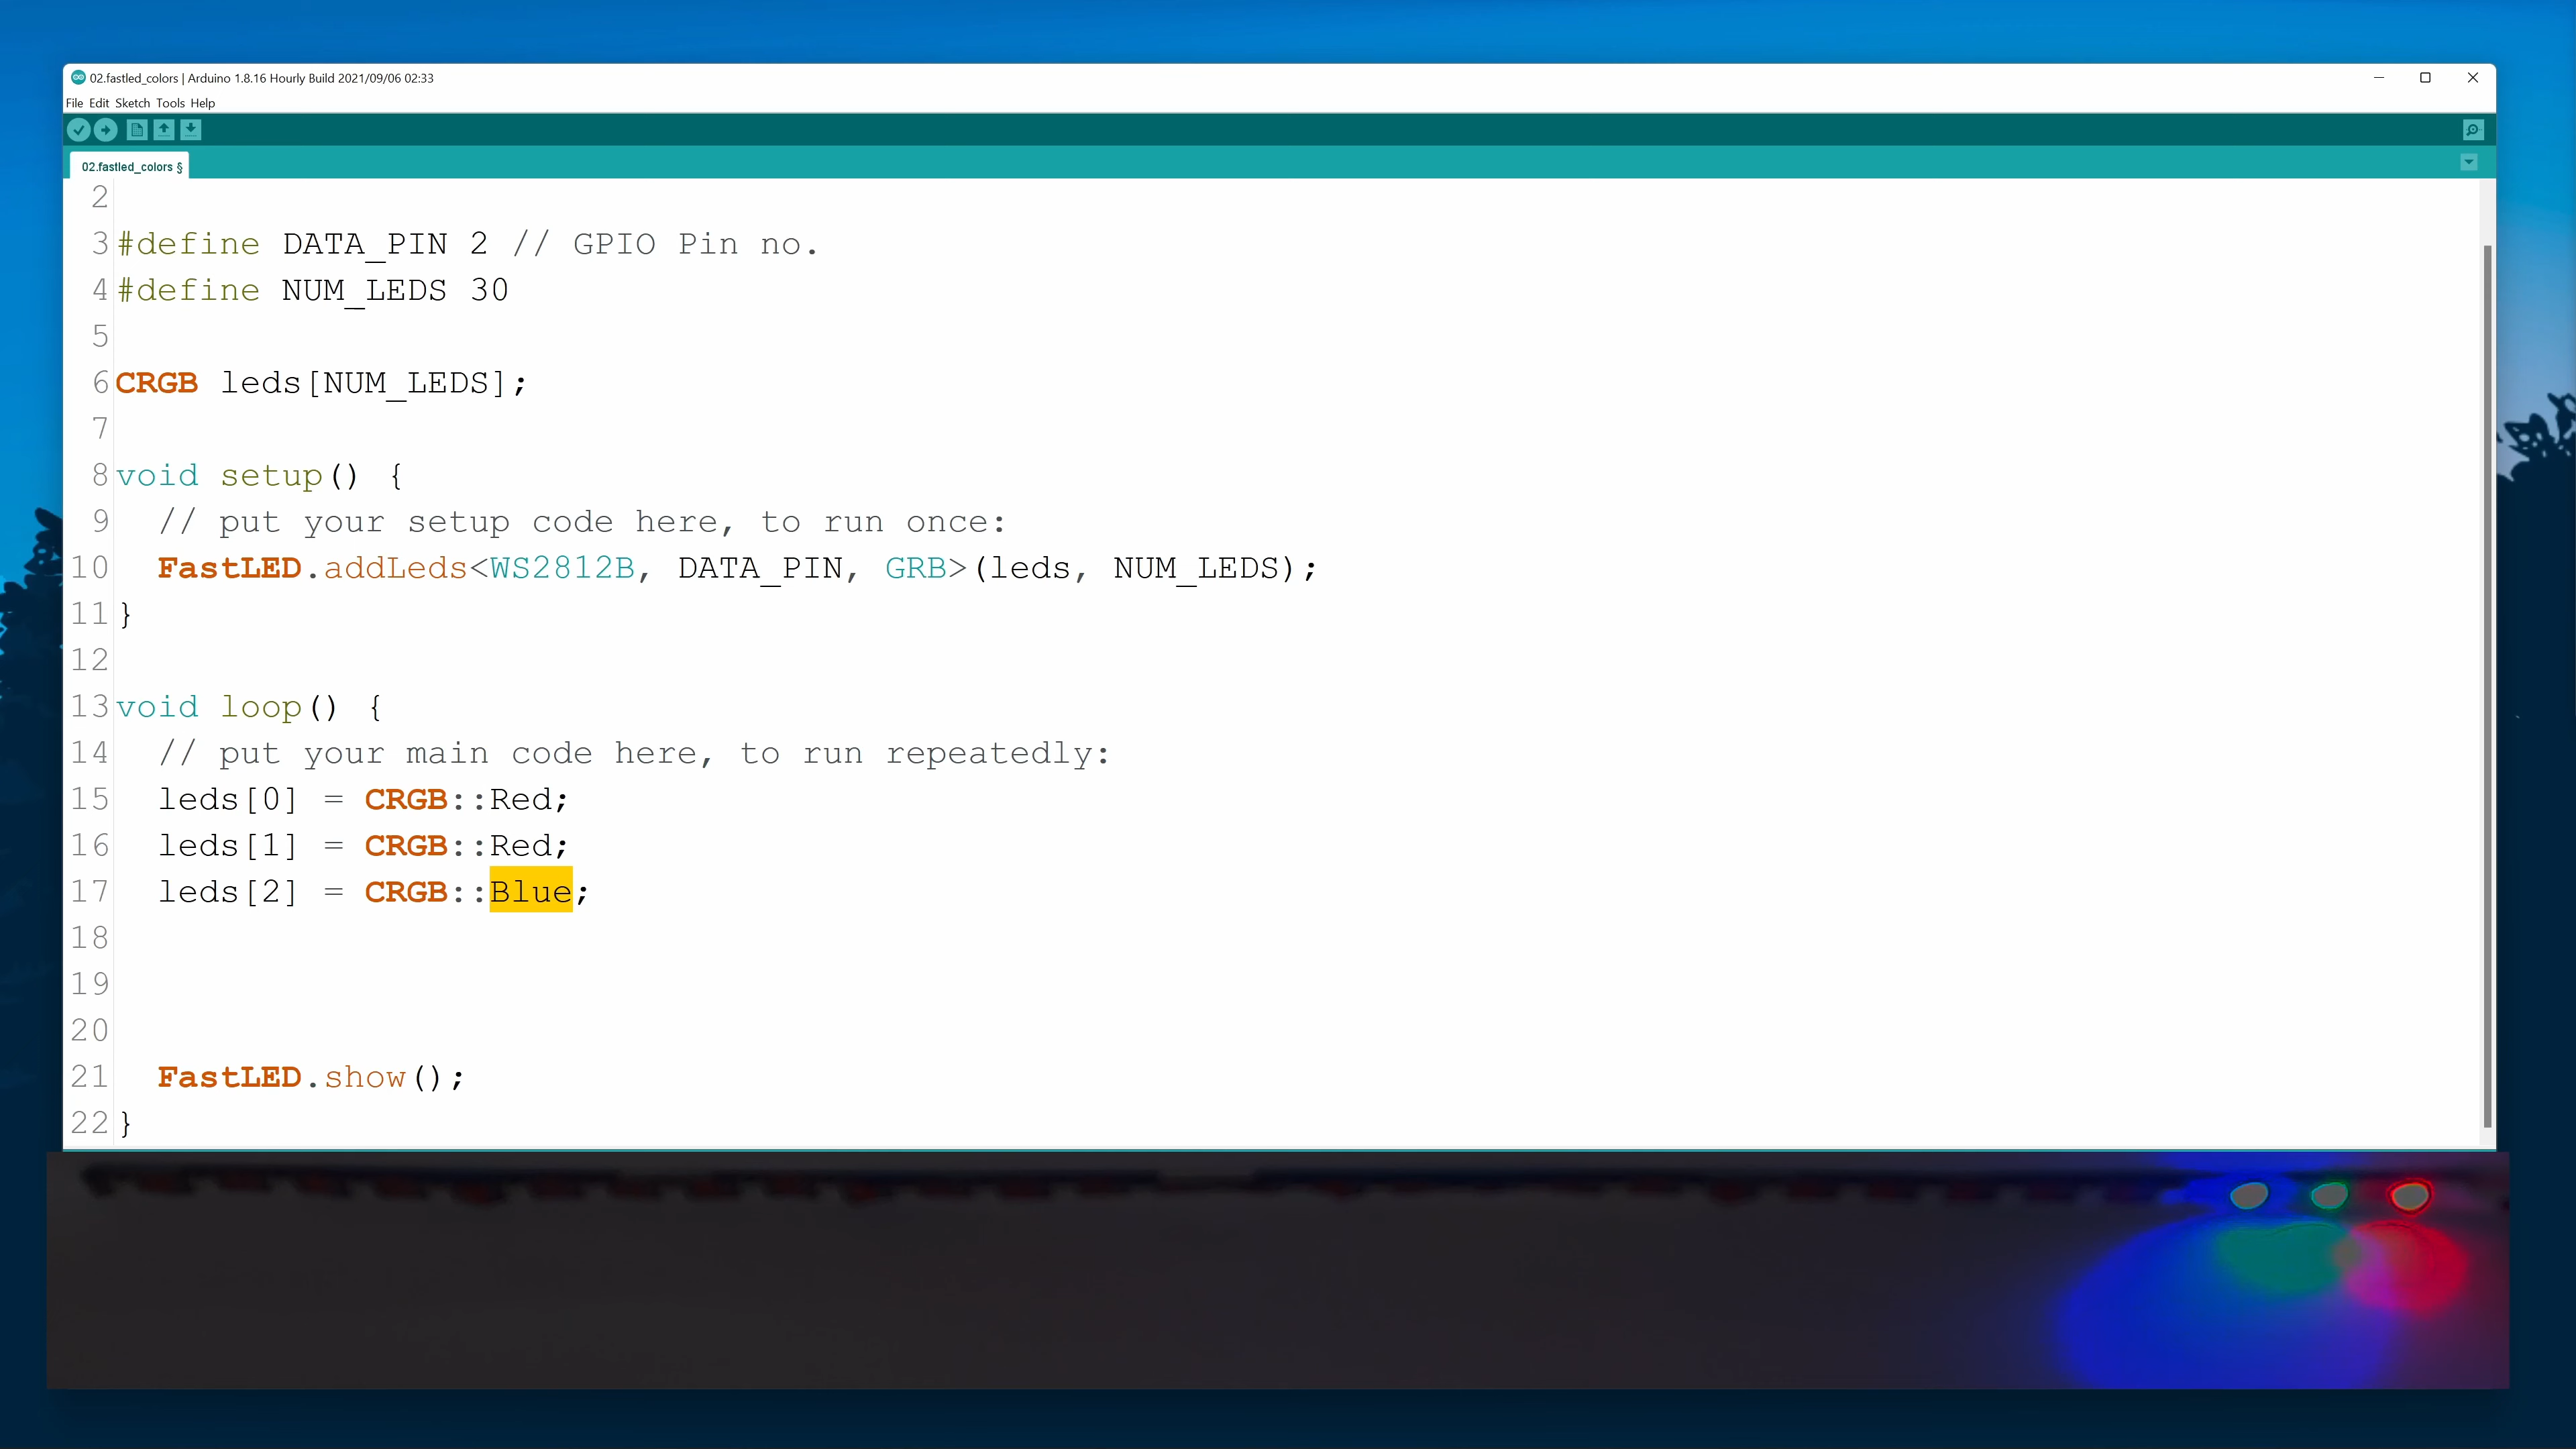 02.fastled_colors | Arduino 1.8.16 Hourly Build 2021/09/06 02:33
File Edit Sketch Tools Help
02.fastled_colors §
2
3 #define DATA_PIN 2 // GPIO Pin no.
4 #define NUM_LEDS 30
5
6 CRGB leds[NUM_LEDS];
7
8 void setup() {
9   // put your setup code here, to run once:
10   FastLED.addLeds<WS2812B, DATA_PIN, GRB>(leds, NUM_LEDS);
11 }
12
13 void loop() {
14   // put your main code here, to run repeatedly:
15   leds[0] = CRGB::Red;
16   leds[1] = CRGB::Red;
17   leds[2] = CRGB::Blue;
18
19
20
21   FastLED.show();
22 }